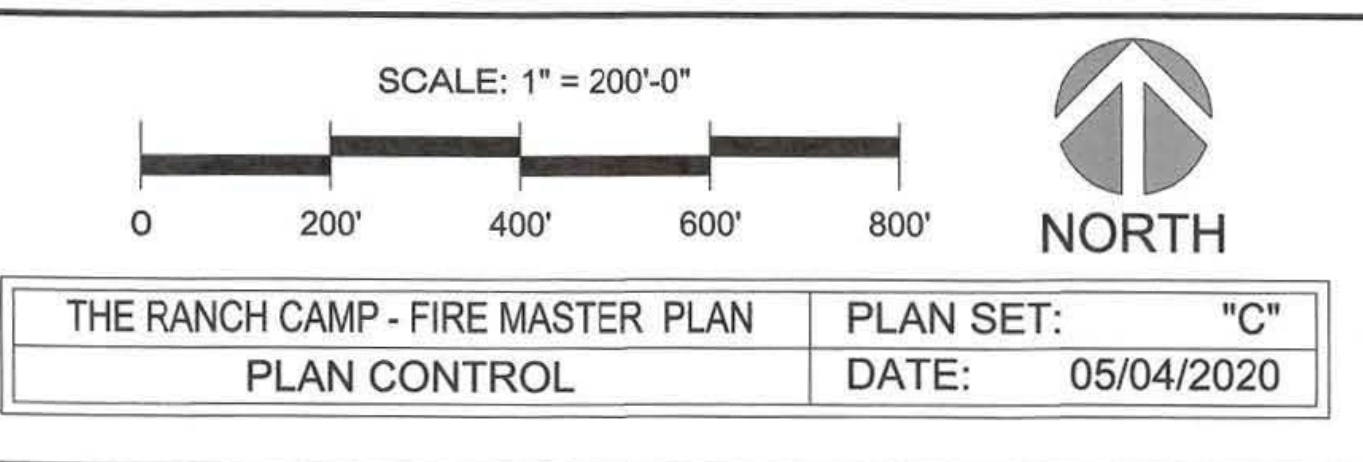 SCALE: 1" = 200'-0"
0 200' 400' 600' 800'
NORTH
THE RANCH CAMP - FIRE MASTER PLAN PLAN SET: "C"
PLAN CONTROL DATE: 05/04/2020